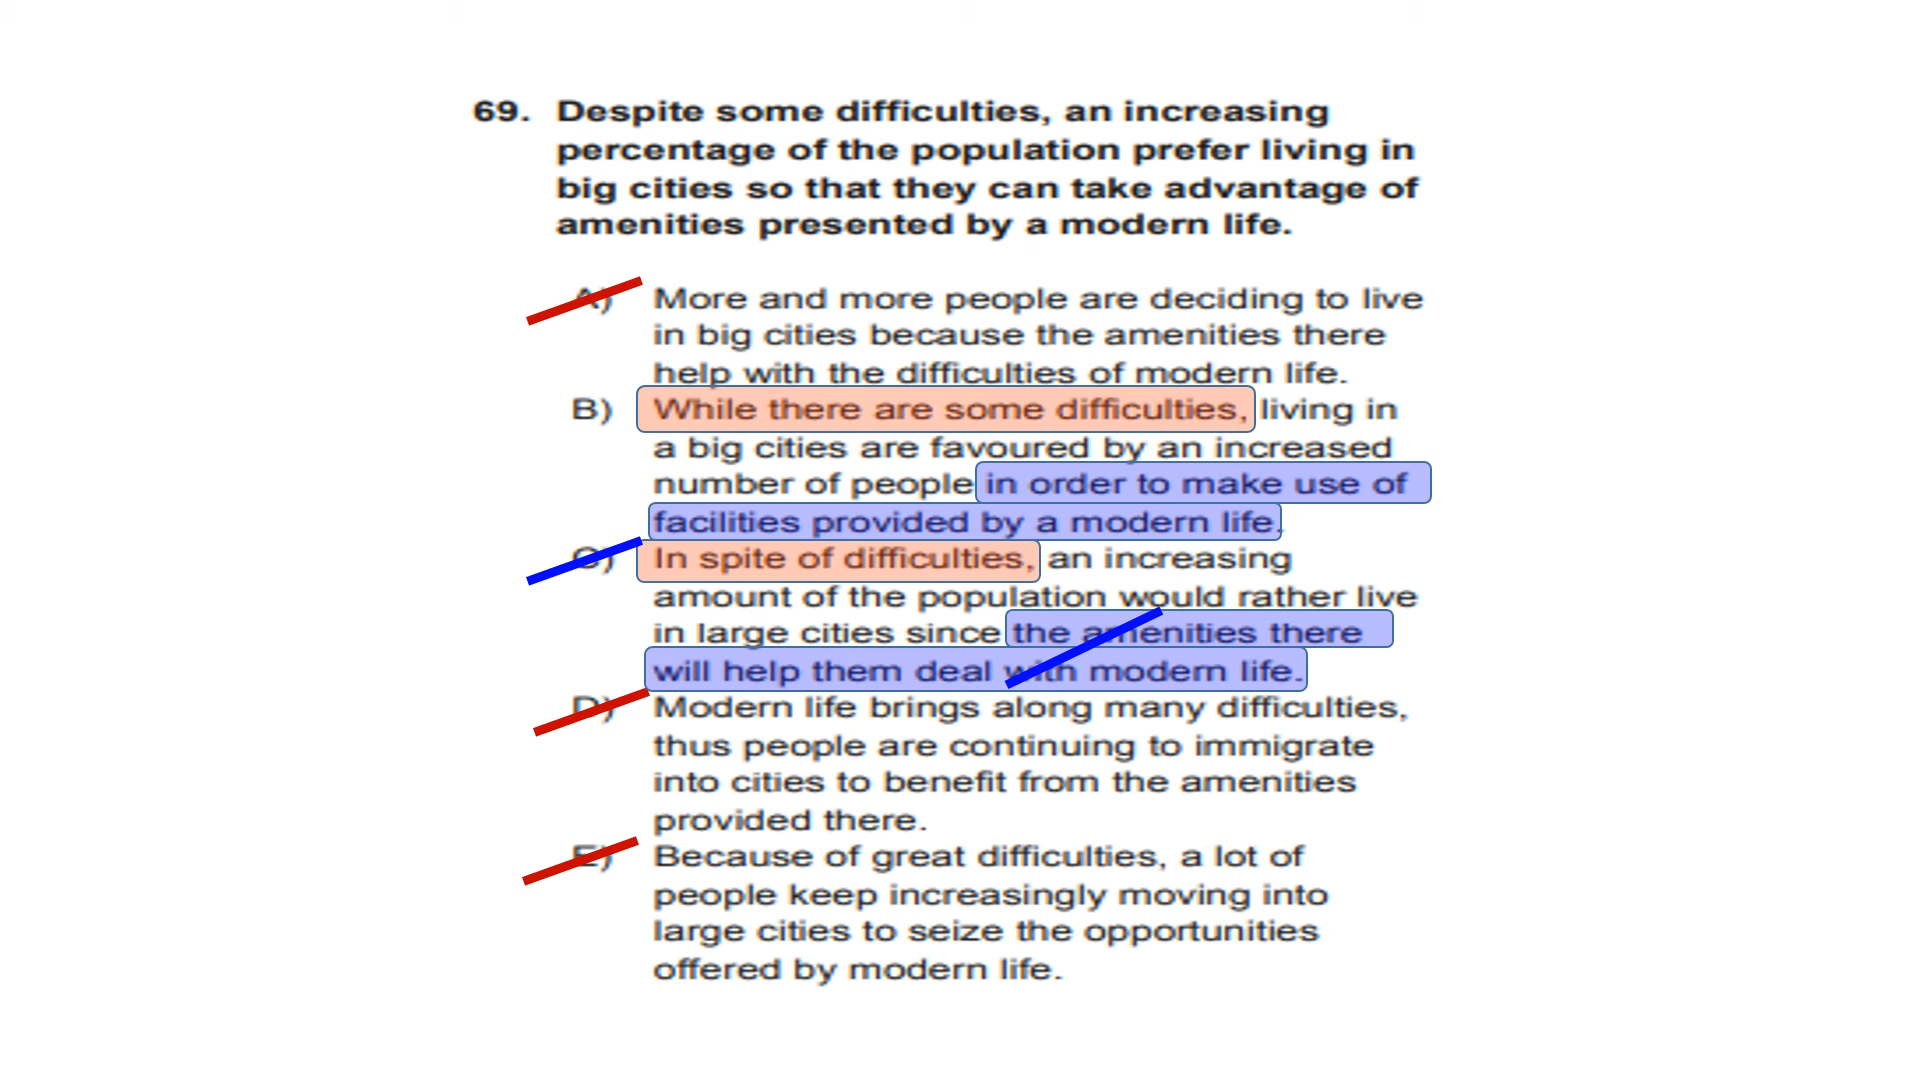 69. Despite some difficulties, an increasing
percentage of the population prefer living in
big cities so that they can take advantage of
amenities presented by a modern life.
A) More and more people are deciding to live
in big cities because the amenities there
help with the difficulties of modern life.
B) While there are some difficulties, living in
a big cities are favoured by an increased
number of people in order to make use of
facilities provided by a modern life.
C) In spite of difficulties, an increasing
amount of the population would rather live
in large cities since the amenities there
will help them deal with modern life.
D) Modern life brings along many difficulties,
thus people are continuing to immigrate
into cities to benefit from the amenities
provided there.
E) Because of great difficulties, a lot of
people keep increasingly moving into
large cities to seize the opportunities
offered by modern life.